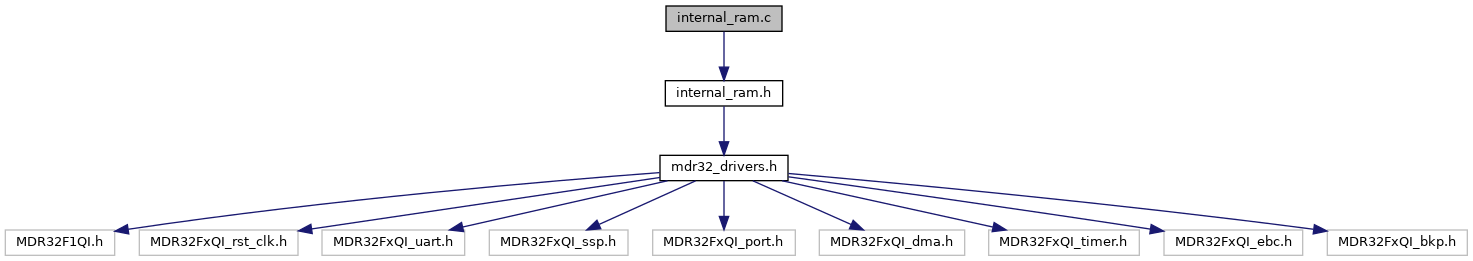 internal_ram.c
internal_ram.h
mdr32_drivers.h
MDR32F1QI.h
MDR32FxQI_rst_clk.h
MDR32FxQI_uart.h
MDR32FxQI_ssp.h
MDR32FxQI_port.h
MDR32FxQI_dma.h
MDR32FxQI_timer.h
MDR32FxQI_ebc.h
MDR32FxQI_bkp.h